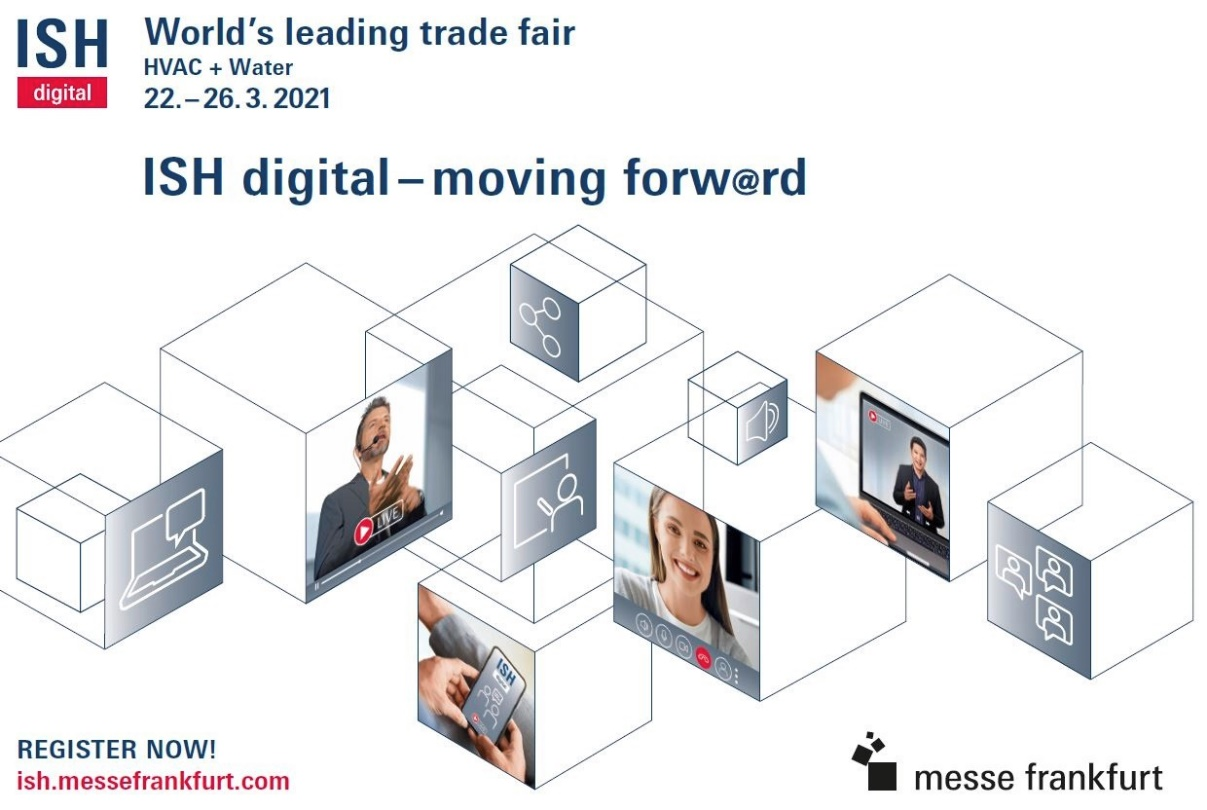 ISH
digital
World's leading trade fair
HVAC + Water
22.–26. 3. 2021
ISH digital – moving forw@rd
LIVE
LIVE
ISH
REGISTER NOW!
ish.messefrankfurt.com
messe frankfurt